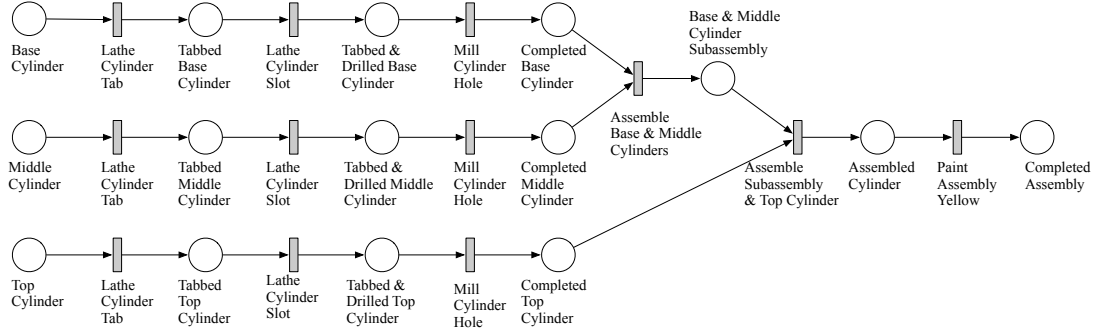 Base
Cylinder
Lathe
Cylinder
Tab
Tabbed
Base
Cylinder
Lathe
Cylinder
Slot
Tabbed &
Drilled Base
Cylinder
Mill
Cylinder
Hole
Completed
Base
Cylinder
Base & Middle
Cylinder
Subassembly
Assemble
Base & Middle
Cylinders
Middle
Cylinder
Lathe
Cylinder
Tab
Tabbed
Middle
Cylinder
Lathe
Cylinder
Slot
Tabbed &
Drilled Middle
Cylinder
Mill
Cylinder
Hole
Completed
Middle
Cylinder
Assemble
Subassembly
& Top Cylinder
Assembled
Cylinder
Paint
Assembly
Yellow
Completed
Assembly
Top
Cylinder
Lathe
Cylinder
Tab
Tabbed
Top
Cylinder
Lathe
Cylinder
Slot
Tabbed &
Drilled Top
Cylinder
Mill
Cylinder
Hole
Completed
Top
Cylinder